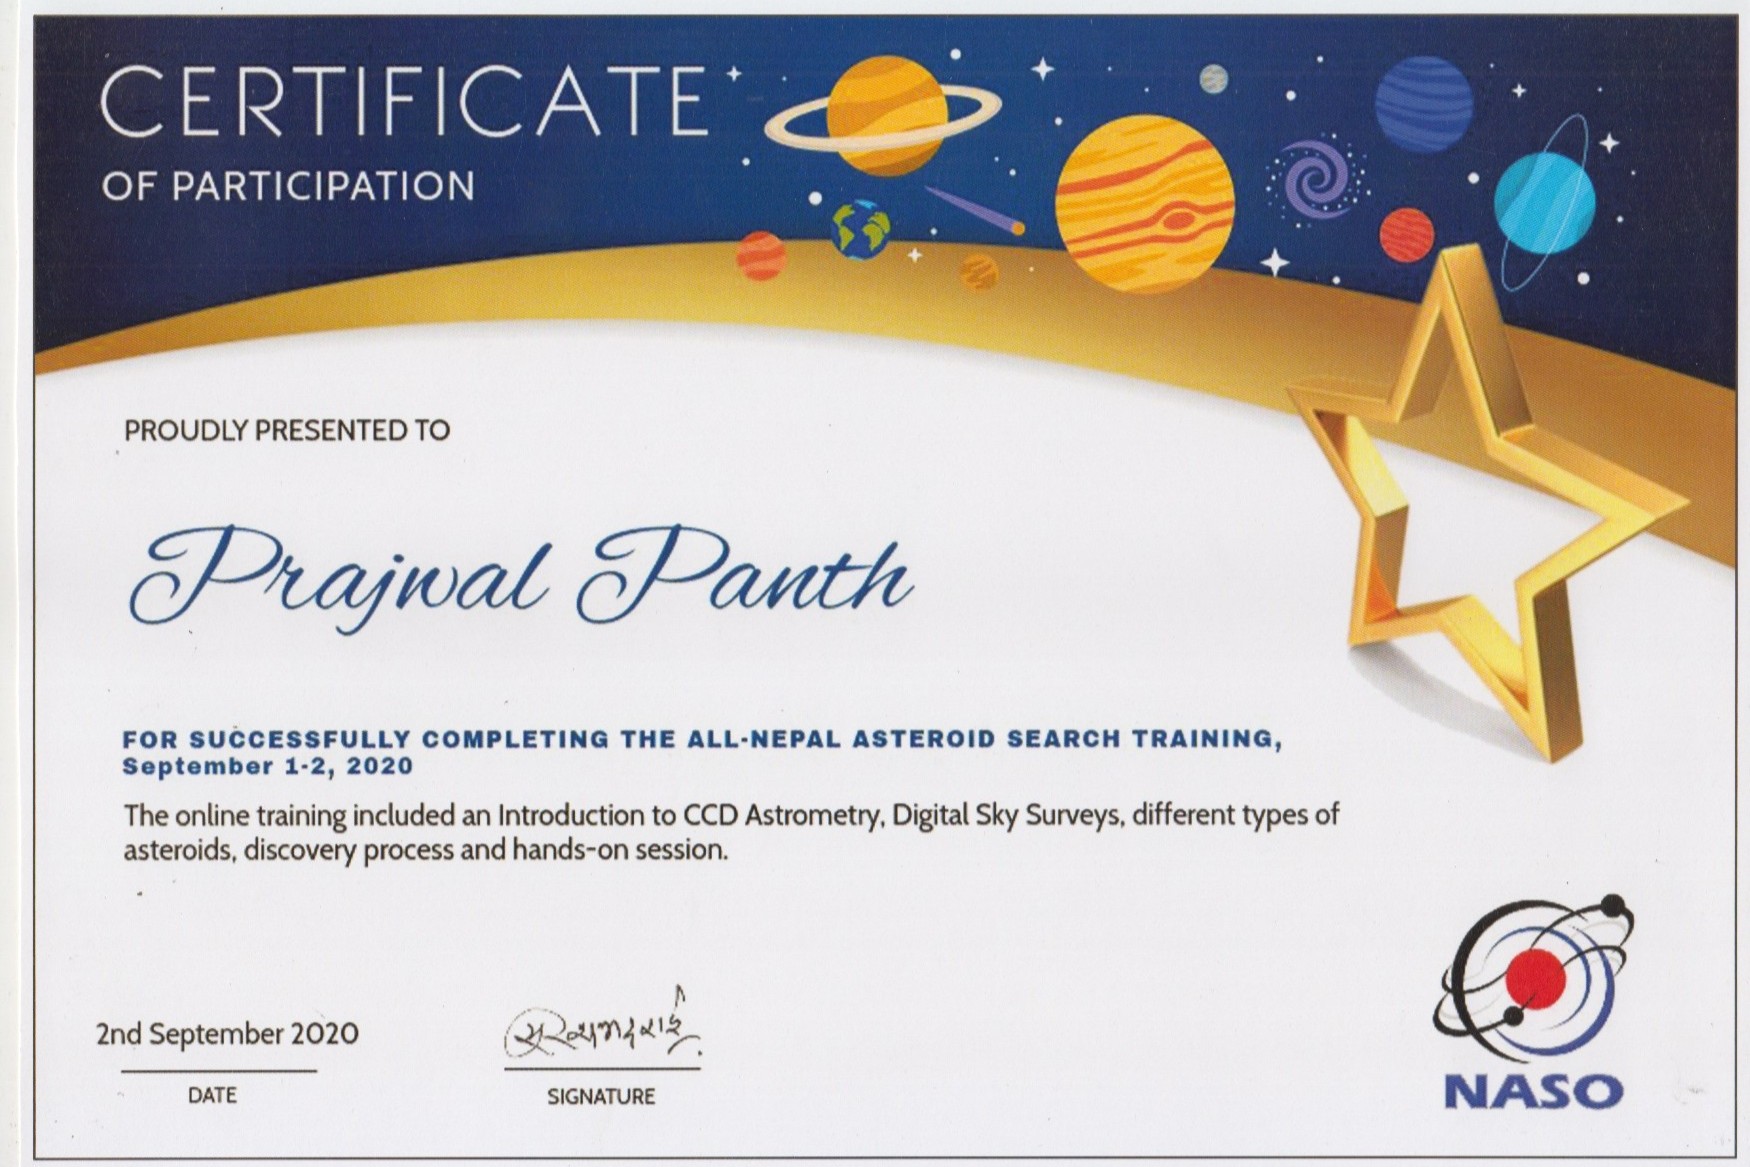 CERTIFICATE
OF PARTICIPATION
PROUDLY PRESENTED TO
Prajwal Panth
FOR SUCCESSFULLY COMPLETING THE ALL-NEPAL ASTEROID SEARCH TRAINING,
September 1-2, 2020
The online training included an Introduction to CCD Astrometry, Digital Sky Surveys, different types of
asteroids, discovery process and hands-on session.
2nd September 2020
DATE
SIGNATURE
NASO